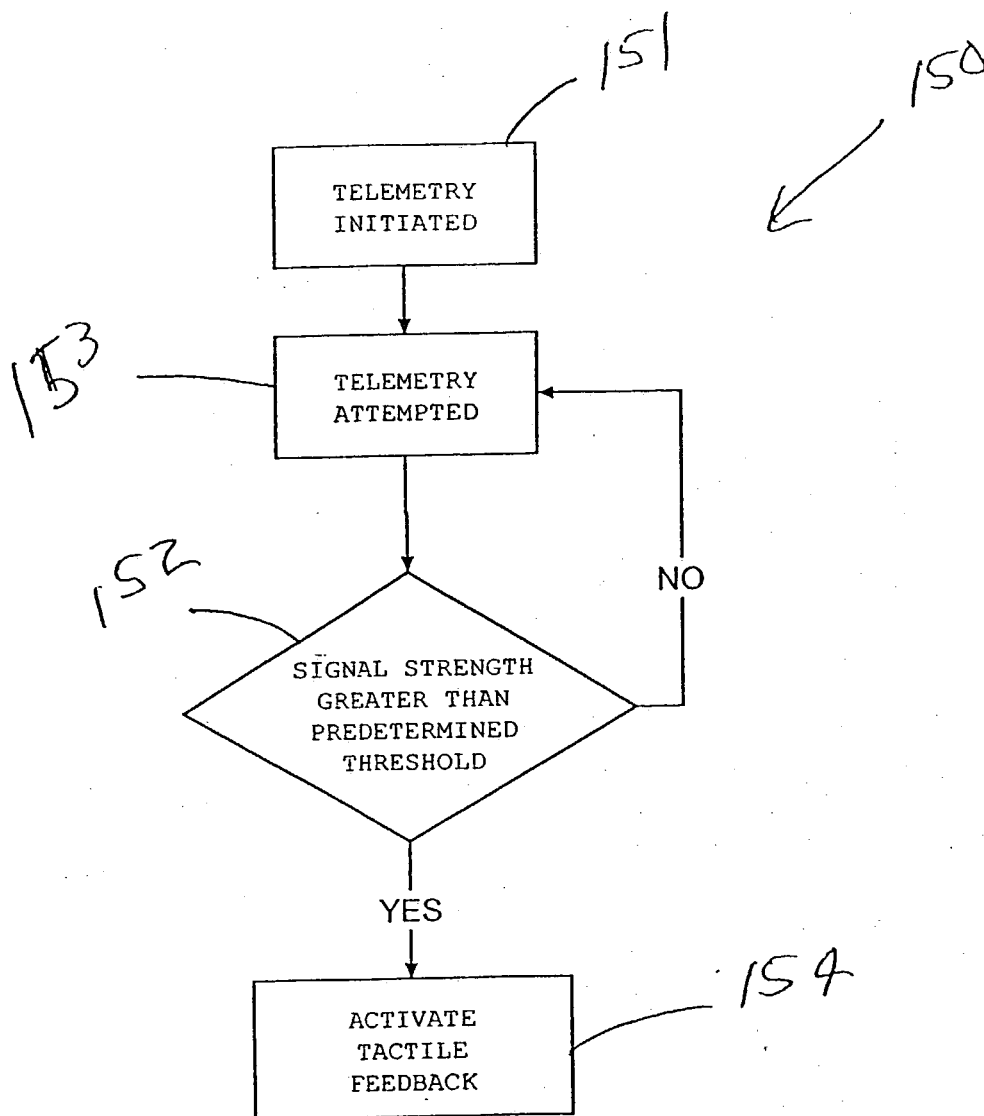 151
150
TELEMETRY
INITIATED
153
TELEMETRY
ATTEMPTED
152
NO
SIGNAL STRENGTH
GREATER THAN
PREDETERMINED
THRESHOLD
YES
154
ACTIVATE
TACTILE
FEEDBACK